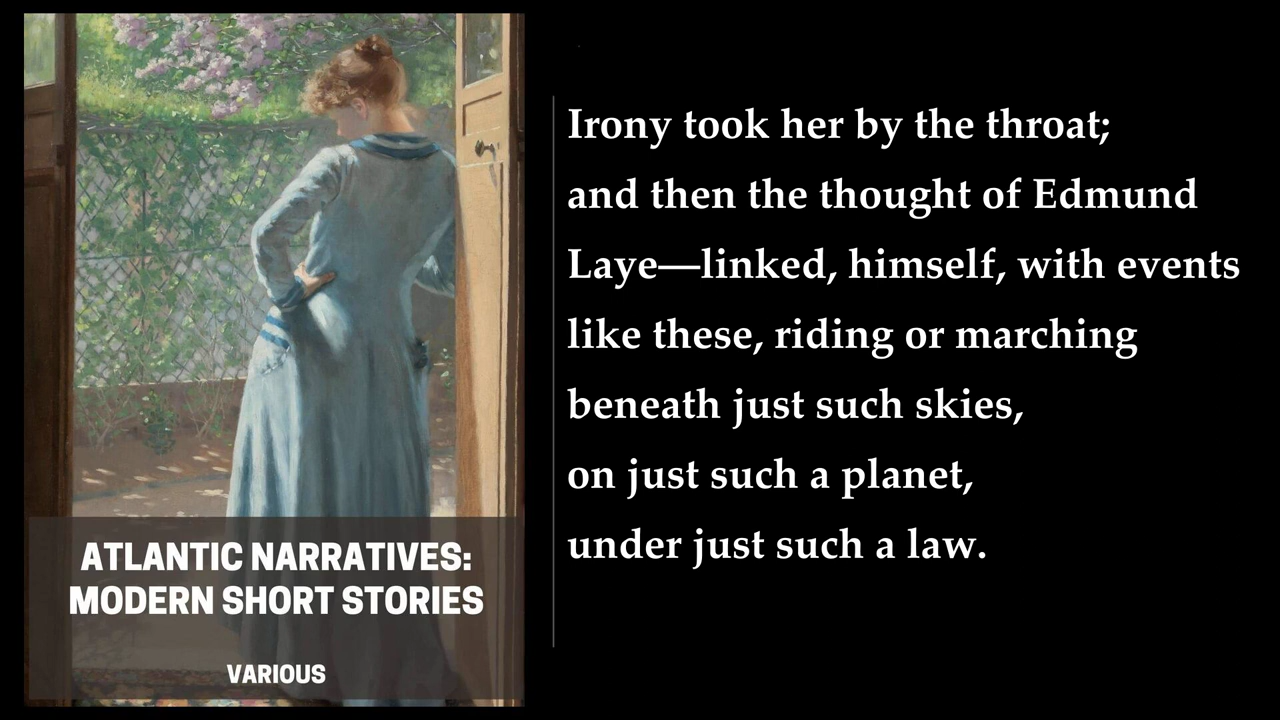 Irony took her by the throat;
and then the thought of Edmund
Laye—linked, himself, with events
like these, riding or marching
beneath just such skies,
on just such a planet,
under just such a law.
ATLANTIC NARRATIVES:
MODERN SHORT STORIES
VARIOUS